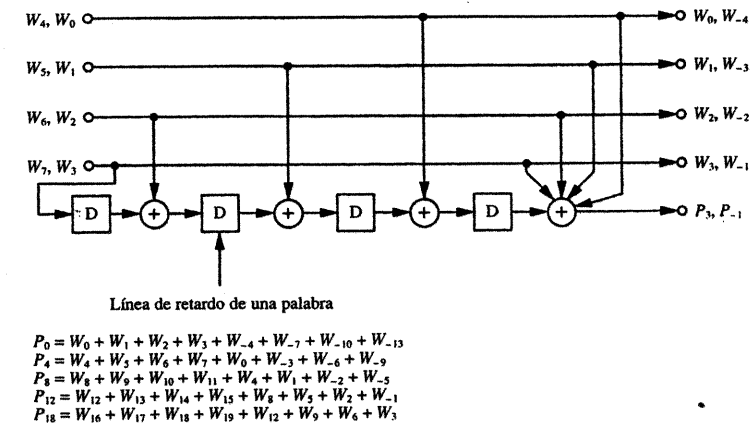 W₄, W₀ W₀, W₋₄
W₅, W₁ W₁, W₋₃
W₆, W₂ W₂, W₋₂
W₇, W₃ W₃, W₋₁
D + D + D + D + P₃, P₋₁
Línea de retardo de una palabra
P₀ = W₀ + W₁ + W₂ + W₃ + W₋₄ + W₋₇ + W₋₁₀ + W₋₁₃
P₄ = W₄ + W₅ + W₆ + W₇ + W₀ + W₋₃ + W₋₆ + W₋₉
P₈ = W₈ + W₉ + W₁₀ + W₁₁ + W₄ + W₁ + W₋₂ + W₋₅
P₁₂ = W₁₂ + W₁₃ + W₁₄ + W₁₅ + W₈ + W₅ + W₂ + W₋₁
P₁₈ = W₁₆ + W₁₇ + W₁₈ + W₁₉ + W₁₂ + W₉ + W₆ + W₃